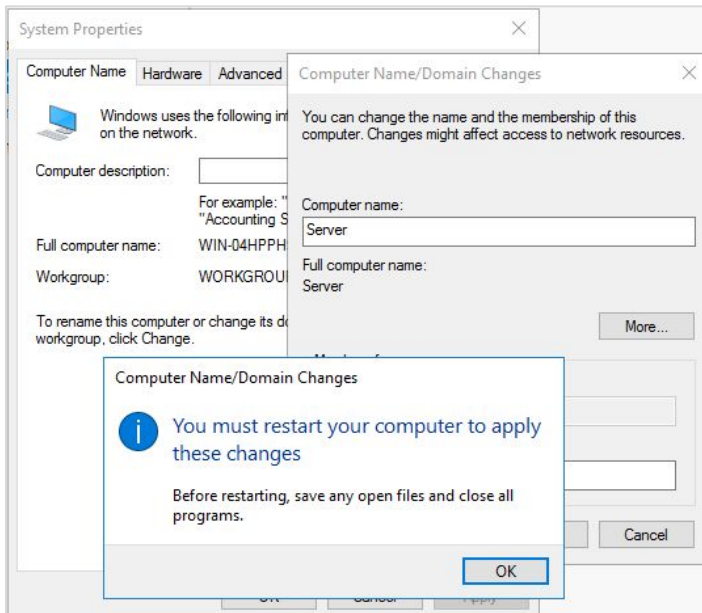 System Properties
Computer Name Hardware Advanced
Windows uses the following
on the network.
Computer description:
For example: "
"Accounting S
Full computer name: WIN-04HPPH
Workgroup: WORKGROU
To rename this computer or change its
workgroup, click Change.
Computer Name/Domain Changes
You can change the name and the membership of this
computer. Changes might affect access to network resources.
Computer name:
Server
Full computer name:
Server
More...
Computer Name/Domain Changes
You must restart your computer to apply
these changes
Before restarting, save any open files and close all
programs.
OK
Cancel